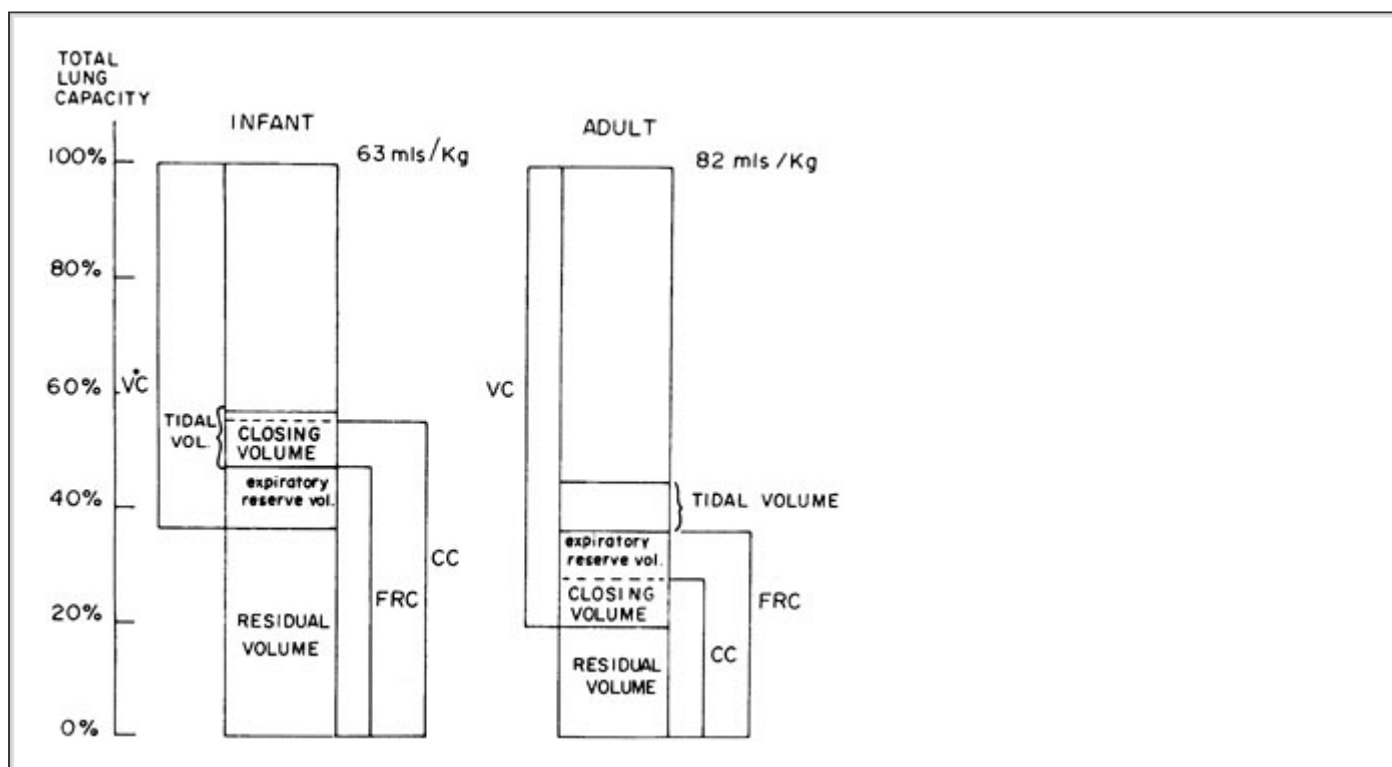 TOTAL
LUNG
CAPACITY
INFANT
63 mls/Kg
ADULT
82 mls/Kg
100%
80%
60%
40%
20%
0%
VC
TIDAL
VOL.
CLOSING
VOLUME
expiratory
reserve vol.
RESIDUAL
VOLUME
FRC
CC
VC
TIDAL VOLUME
expiratory
reserve vol.
CLOSING
VOLUME
RESIDUAL
VOLUME
CC
FRC